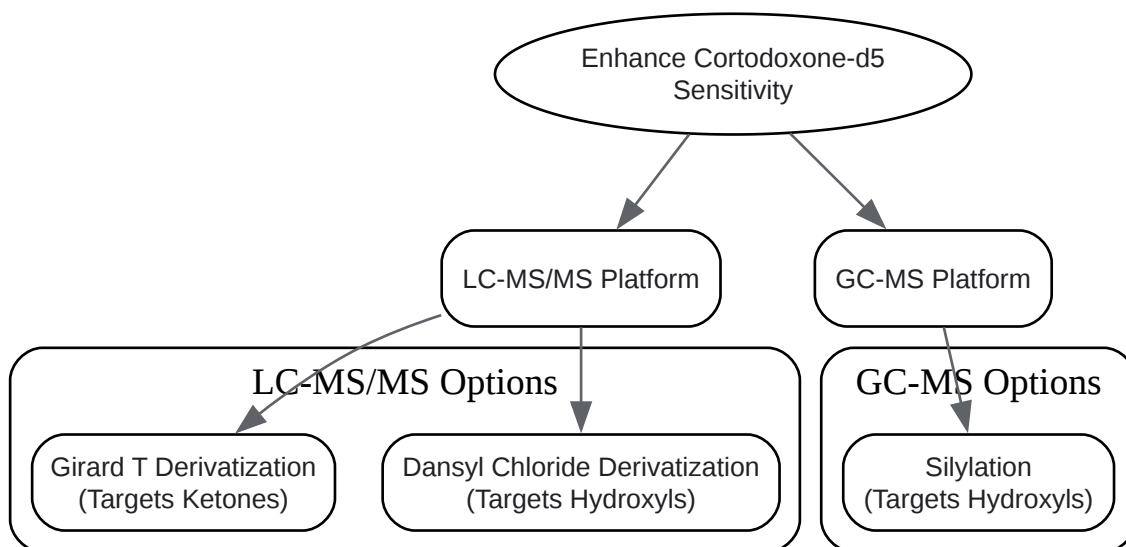 Enhance Cortodoxone-d5
Sensitivity
LC-MS/MS Platform
GC-MS Platform
LC-MS/MS Options
GC-MS Options
Girard T Derivatization
(Targets Ketones)
Dansyl Chloride Derivatization
(Targets Hydroxyls)
Silylation
(Targets Hydroxyls)